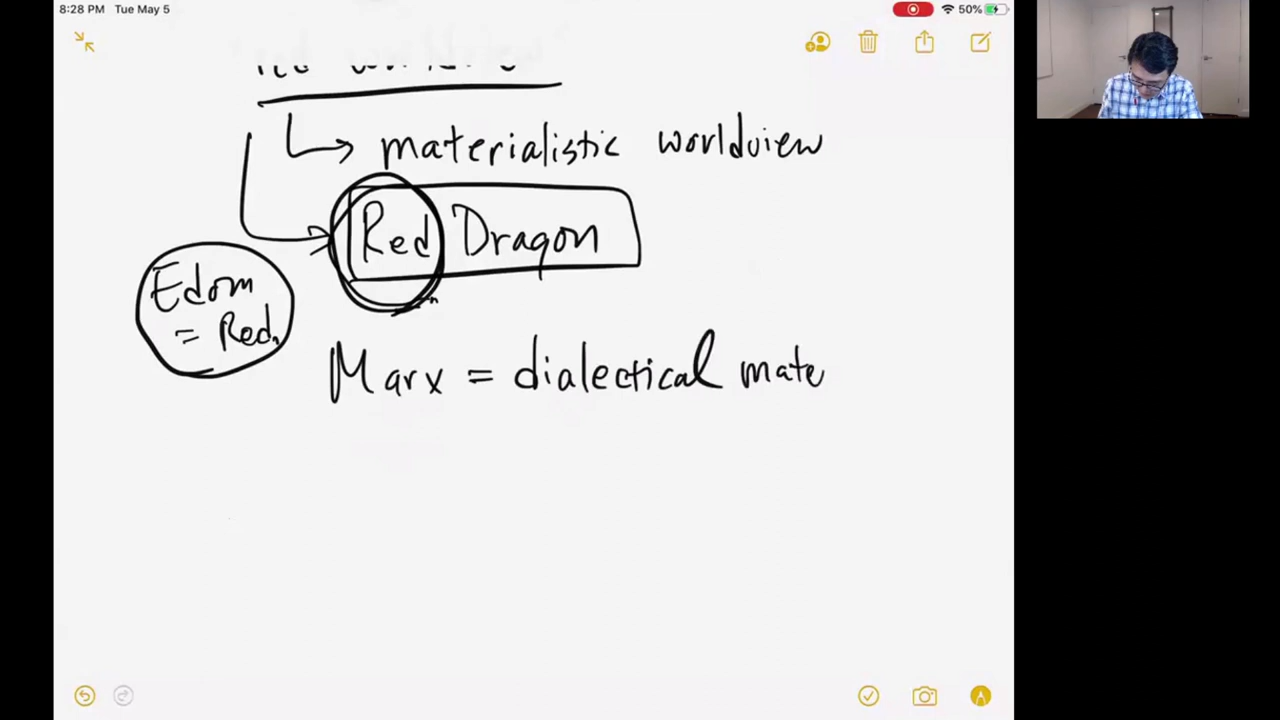 8:28 PM Tue May 5
50%
materialistic worldview
Red Dragon
Edom
= Red
Marx = dialectical mate